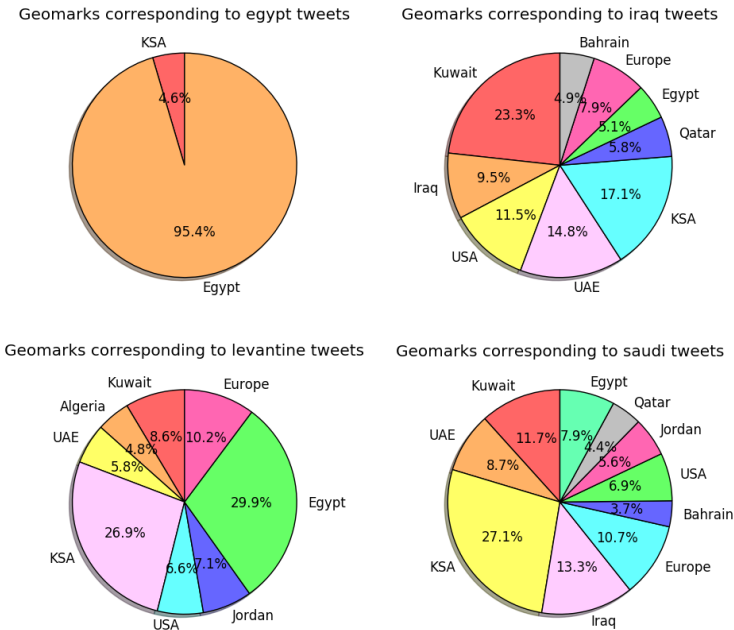 Geomarks corresponding to egypt tweets
KSA
4.6%
95.4%
Egypt
Geomarks corresponding to iraq tweets
Bahrain
Europe
Kuwait
Egypt
4.9%
7.9%
23.3%
5.1%
Qatar
5.8%
Iraq
9.5%
17.1%
KSA
11.5%
14.8%
USA
UAE
Geomarks corresponding to levantine tweets
Kuwait
Europe
Algeria
8.6%
10.2%
UAE
4.8%
5.8%
29.9%
Egypt
26.9%
KSA
6.6%
7.1%
USA
Jordan
Geomarks corresponding to saudi tweets
Kuwait
Egypt
Qatar
Jordan
11.7%
7.9%
4.4%
UAE
8.7%
5.6%
USA
6.9%
3.7%
Bahrain
27.1%
10.7%
KSA
13.3%
Europe
Iraq